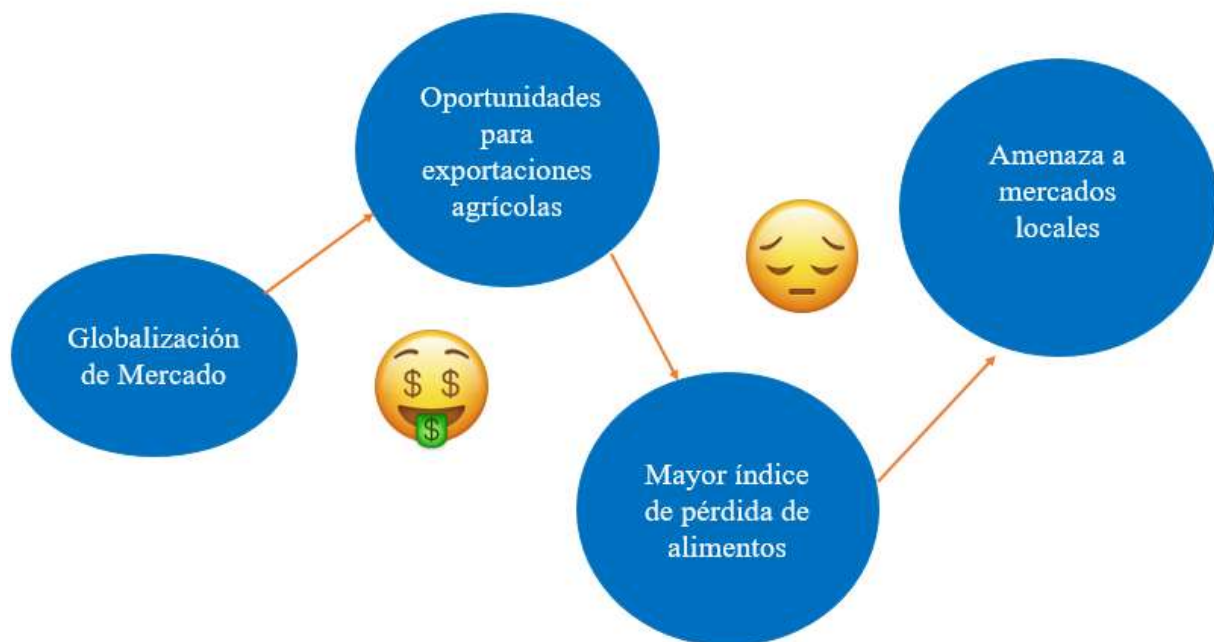 Globalización
de Mercado
Oportunidades
para
exportaciones
agrícolas
Mayor índice
de pérdida de
alimentos
Amenaza a
mercados
locales